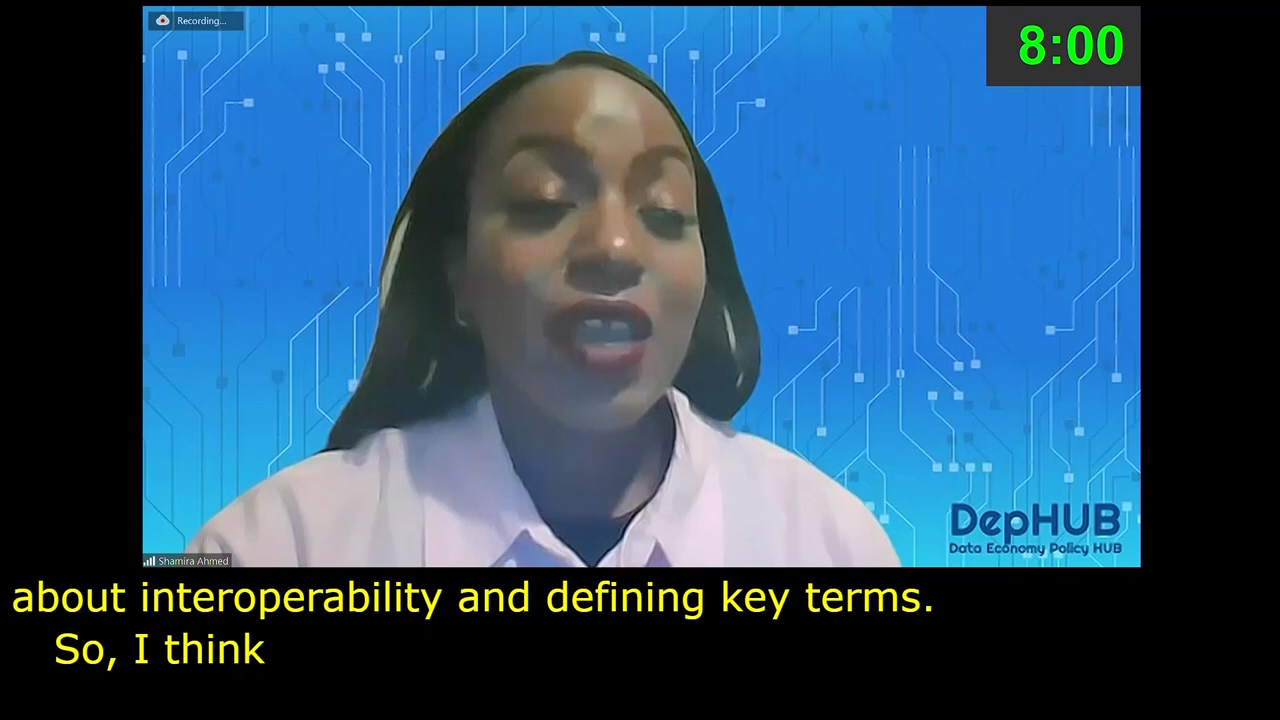 Recording...
8:00
DepHUB
Data Economy Policy HUB
Shamira Ahmed
about interoperability and defining key terms.
So, I think